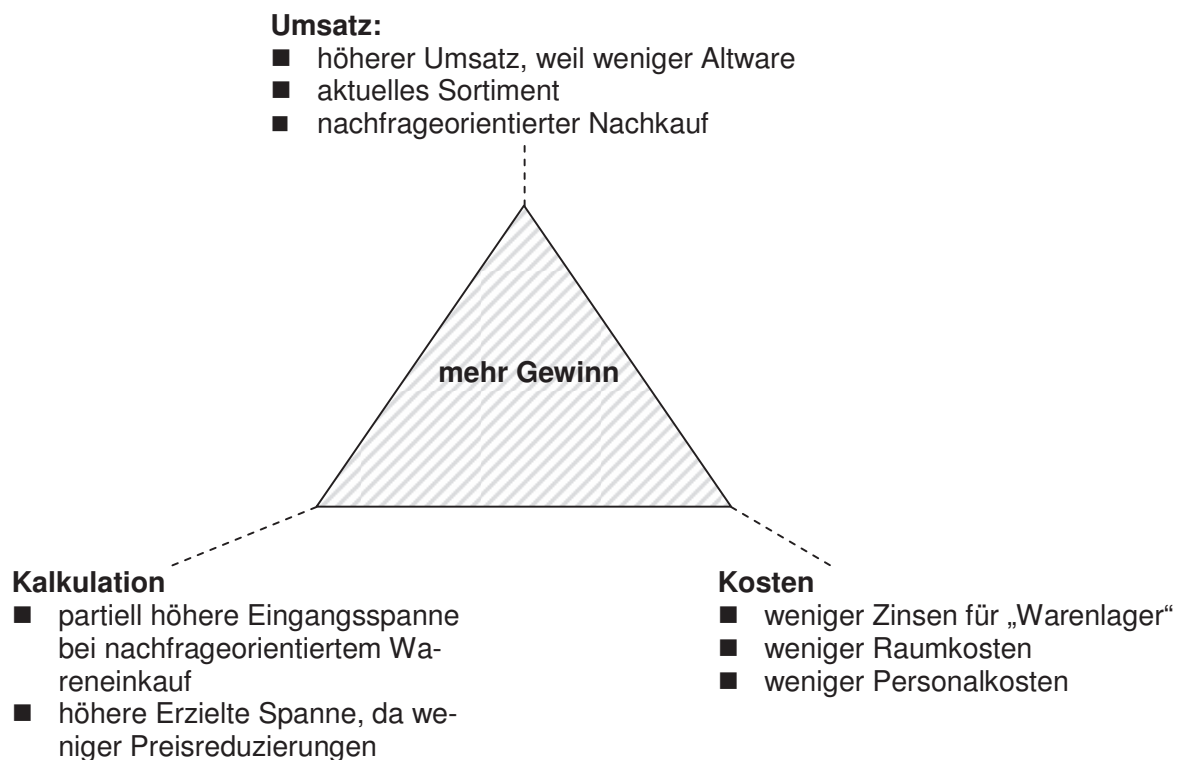 Umsatz:
■ höherer Umsatz, weil weniger Altware
■ aktuelles Sortiment
■ nachfrageorientierter Nachkauf
mehr Gewinn
Kalkulation
■ partiell höhere Eingangsspanne
bei nachfrageorientiertem Wa-
reneinkauf
■ höhere Erzielte Spanne, da we-
niger Preisreduzierungen
Kosten
■ weniger Zinsen für „Warenlager“
■ weniger Raumkosten
■ weniger Personalkosten